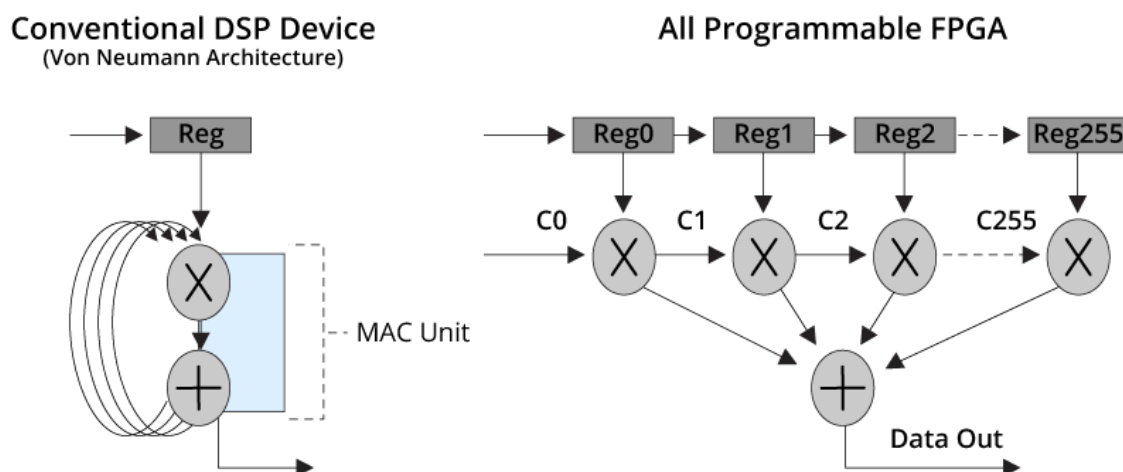 Conventional DSP Device
(Von Neumann Architecture)
Reg
MAC Unit
All Programmable FPGA
Reg0
Reg1
Reg2
Reg255
C0
C1
C2
C255
Data Out